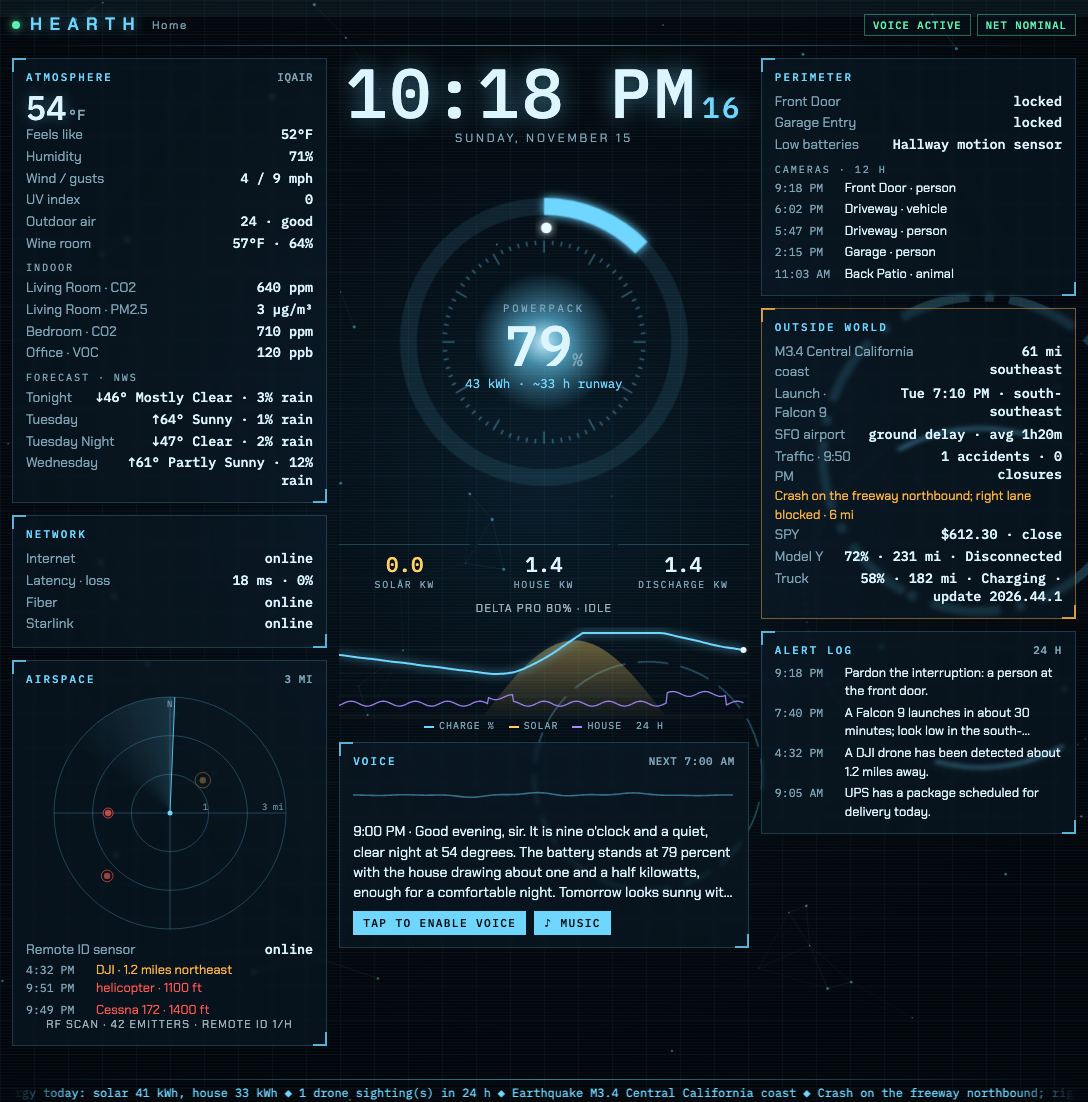 HEARTH Home
VOICE ACTIVE NET NOMINAL
ATMOSPHERE IQAIR
54°F
Feels like 52°F
Humidity 71%
Wind / gusts 4 / 9 mph
UV index 0
Outdoor air 24 · good
Wine room 57°F · 64%
INDOOR
Living Room · CO2 640 ppm
Living Room · PM2.5 3 µg/m³
Bedroom · CO2 710 ppm
Office · VOC 120 ppb
FORECAST · NWS
Tonight ↓46° Mostly Clear · 3% rain
Tuesday ↑64° Sunny · 1% rain
Tuesday Night ↓47° Clear · 2% rain
Wednesday ↑61° Partly Sunny · 12%
rain
NETWORK
Internet online
Latency · loss 18 ms · 0%
Fiber online
Starlink online
AIRSPACE 3 MI
N
1 3 mi
Remote ID sensor online
4:32 PM DJI · 1.2 miles northeast
9:51 PM helicopter · 1100 ft
9:49 PM Cessna 172 · 1400 ft
RF SCAN · 42 EMITTERS · REMOTE ID 1/H
10:18 PM 16
SUNDAY, NOVEMBER 15
POWERPACK
79%
43 kWh · ~33 h runway
0.0 1.4 1.4
SOLAR KW HOUSE KW DISCHARGE KW
DELTA PRO 80% · IDLE
CHARGE % SOLAR HOUSE 24 H
VOICE NEXT 7:00 AM
9:00 PM · Good evening, sir. It is nine o'clock and a quiet,
clear night at 54 degrees. The battery stands at 79 percent
with the house drawing about one and a half kilowatts,
enough for a comfortable night. Tomorrow looks sunny wit…
TAP TO ENABLE VOICE ♪ MUSIC
PERIMETER
Front Door locked
Garage Entry locked
Low batteries Hallway motion sensor
CAMERAS · 12 H
9:18 PM Front Door · person
6:02 PM Driveway · vehicle
5:47 PM Driveway · person
2:15 PM Garage · person
11:03 AM Back Patio · animal
OUTSIDE WORLD
M3.4 Central California 61 mi
coast southeast
Launch · Tue 7:10 PM · south-
Falcon 9 southeast
SFO airport ground delay · avg 1h20m
Traffic · 9:50 1 accidents · 0
PM closures
Crash on the freeway northbound; right lane
blocked · 6 mi
SPY $612.30 · close
Model Y 72% · 231 mi · Disconnected
Truck 58% · 182 mi · Charging ·
update 2026.44.1
ALERT LOG 24 H
9:18 PM Pardon the interruption: a person at
the front door.
7:40 PM A Falcon 9 launches in about 30
minutes; look low in the south-…
4:32 PM A DJI drone has been detected about
1.2 miles away.
9:05 AM UPS has a package scheduled for
delivery today.
rgy today: solar 41 kWh, house 33 kWh ◆ 1 drone sighting(s) in 24 h ◆ Earthquake M3.4 Central California coast ◆ Crash on the freeway northbound; rig